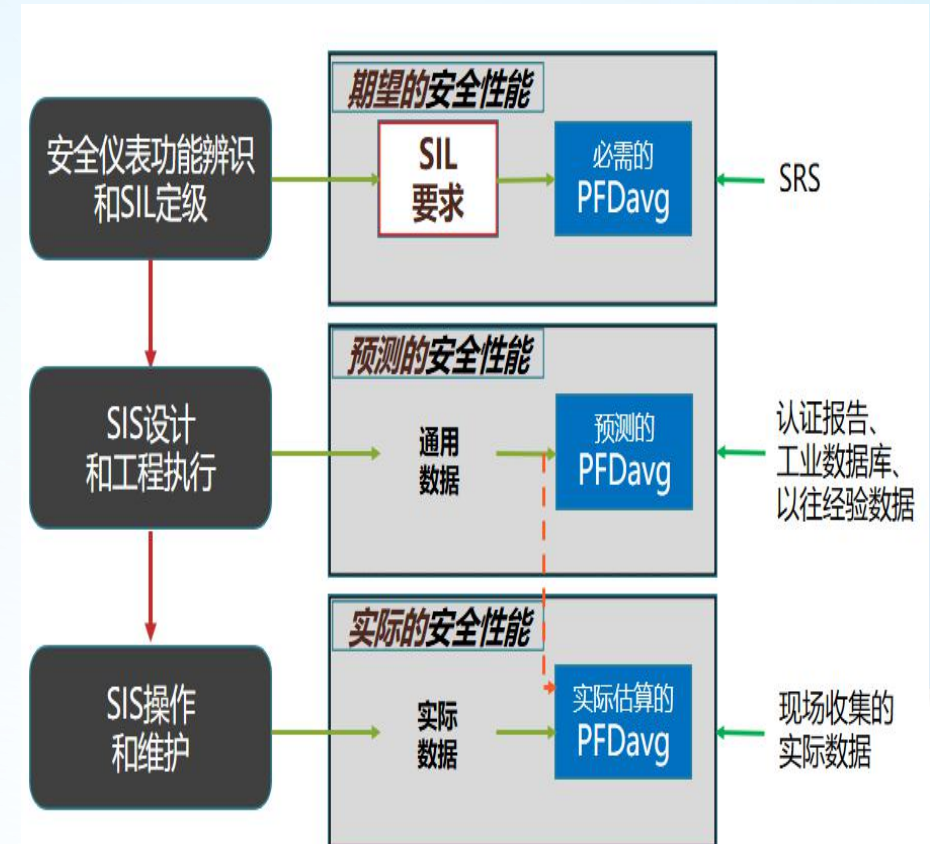 期望的安全性能
安全仪表功能辨识
和SIL定级
SIL
要求
必需的
PFDavg
SRS
预测的安全性能
SIS设计
和工程执行
通用
数据
预测的
PFDavg
认证报告、
工业数据库、
以往经验数据
实际的安全性能
SIS操作
和维护
实际
数据
实际估算的
PFDavg
现场收集的
实际数据